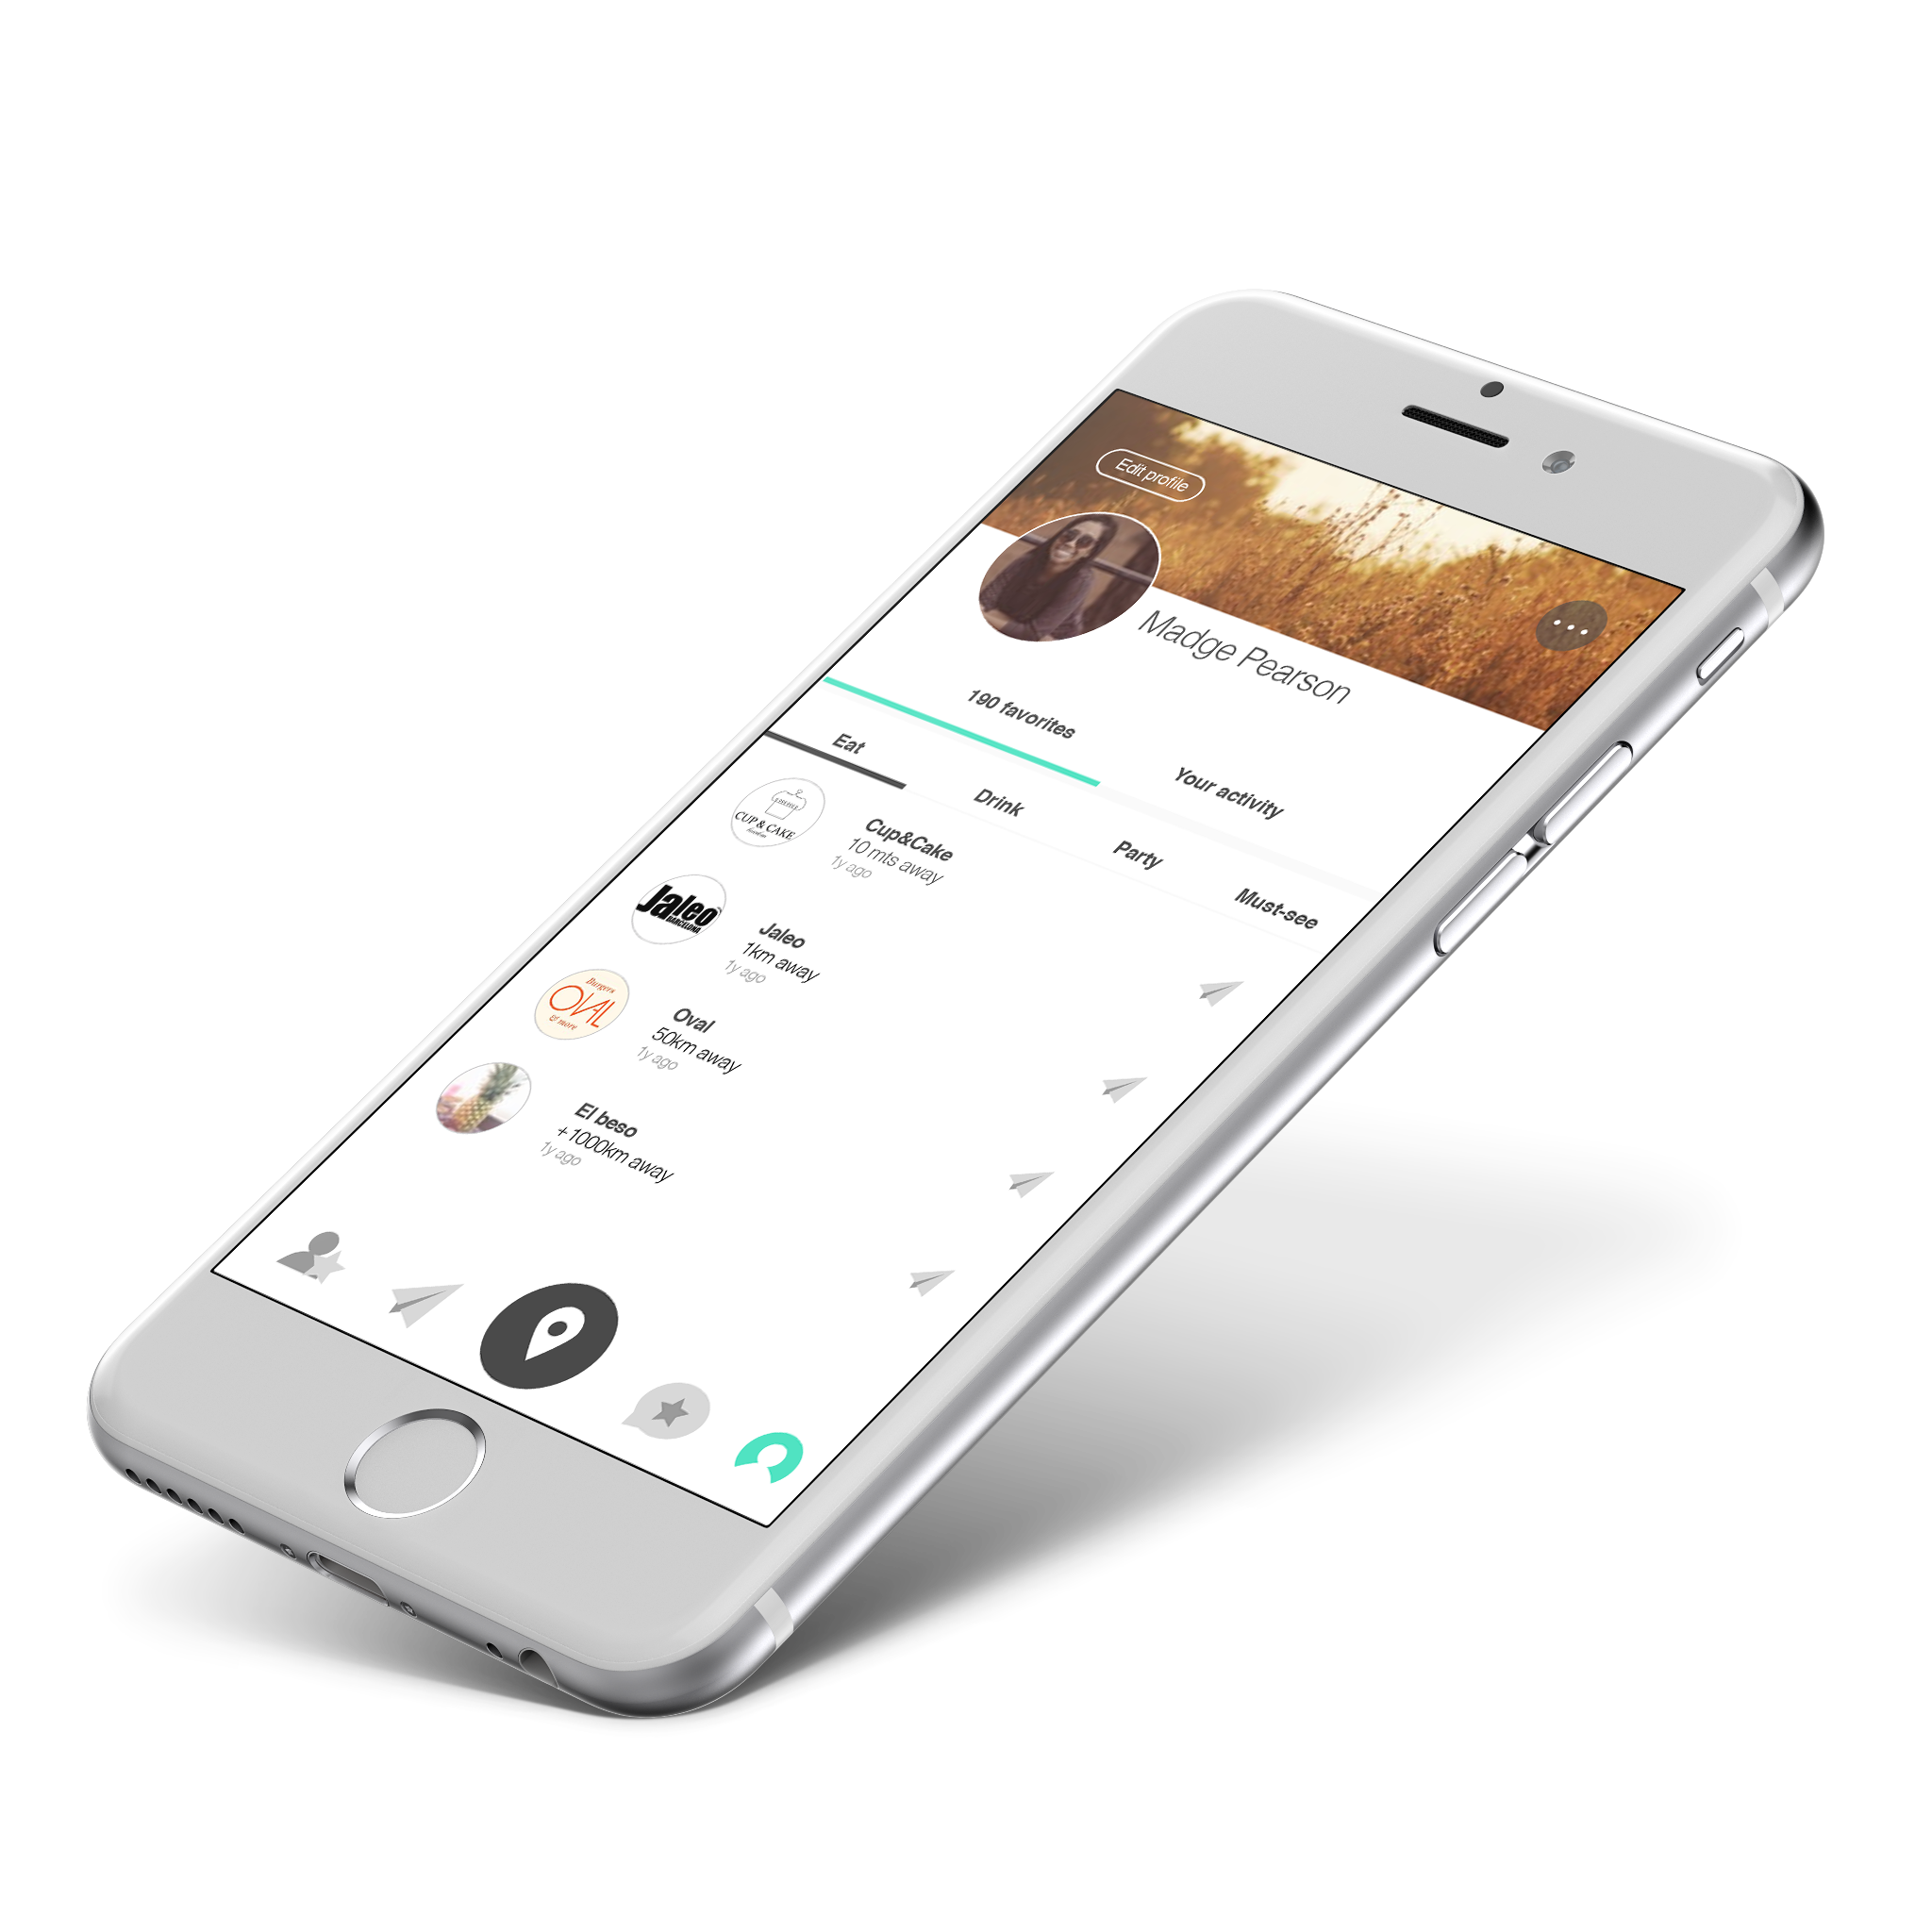 Edit profile
Madge Pearson
190 favorites
Your activity
Eat
Drink
Party
Must-see
CUP & CAKE
Cup&Cake
10 mts away
1y ago
Jaleo
BARCELONA
Jaleo
1km away
1y ago
Burgers
OVAL
& more
Oval
50km away
1y ago
El beso
+1000km away
1y ago